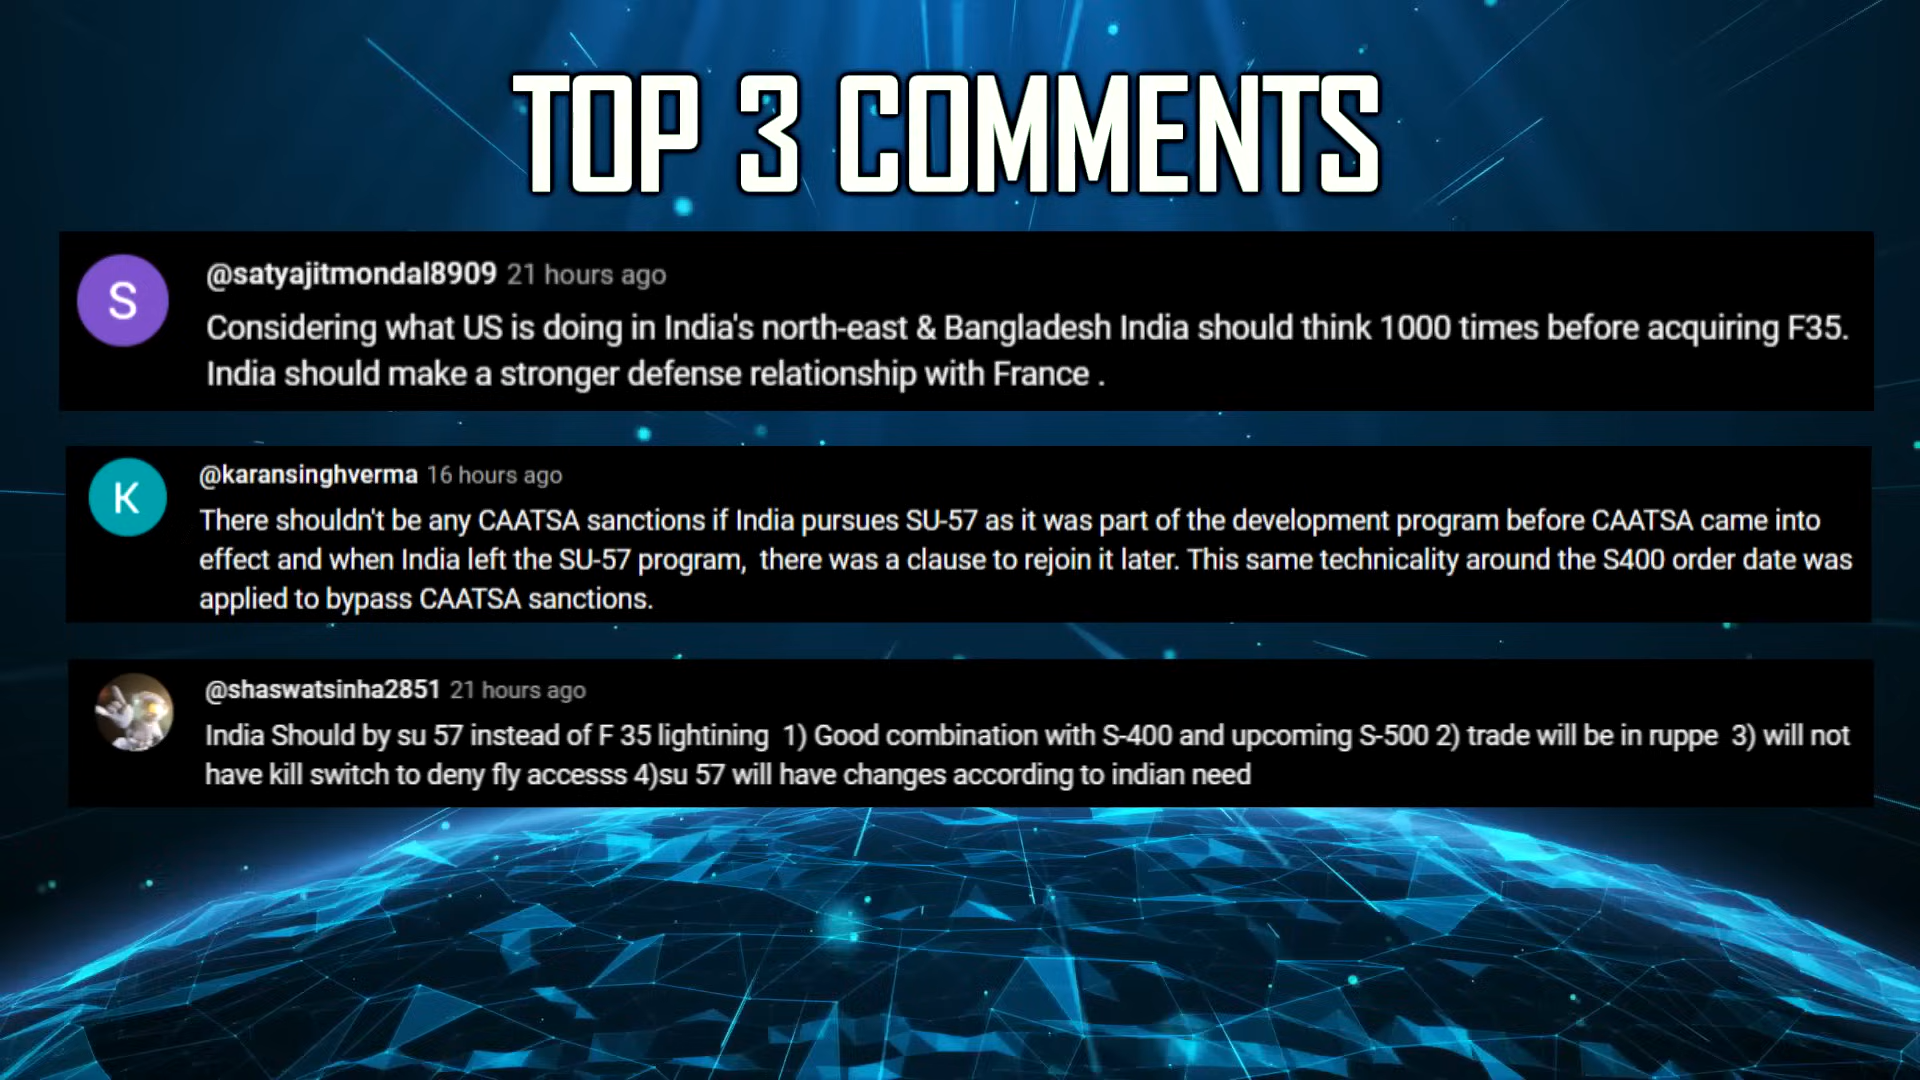 TOP 3 COMMENTS
S
@satyajitmondal8909 21 hours ago
Considering what US is doing in India's north-east & Bangladesh India should think 1000 times before acquiring F35.
India should make a stronger defense relationship with France .
K
@karansinghverma 16 hours ago
There shouldn't be any CAATSA sanctions if India pursues SU-57 as it was part of the development program before CAATSA came into
effect and when India left the SU-57 program,  there was a clause to rejoin it later. This same technicality around the S400 order date was
applied to bypass CAATSA sanctions.
@shaswatsinha2851 21 hours ago
India Should by su 57 instead of F 35 lightining  1) Good combination with S-400 and upcoming S-500 2) trade will be in ruppe  3) will not
have kill switch to deny fly accesss 4)su 57 will have changes according to indian need